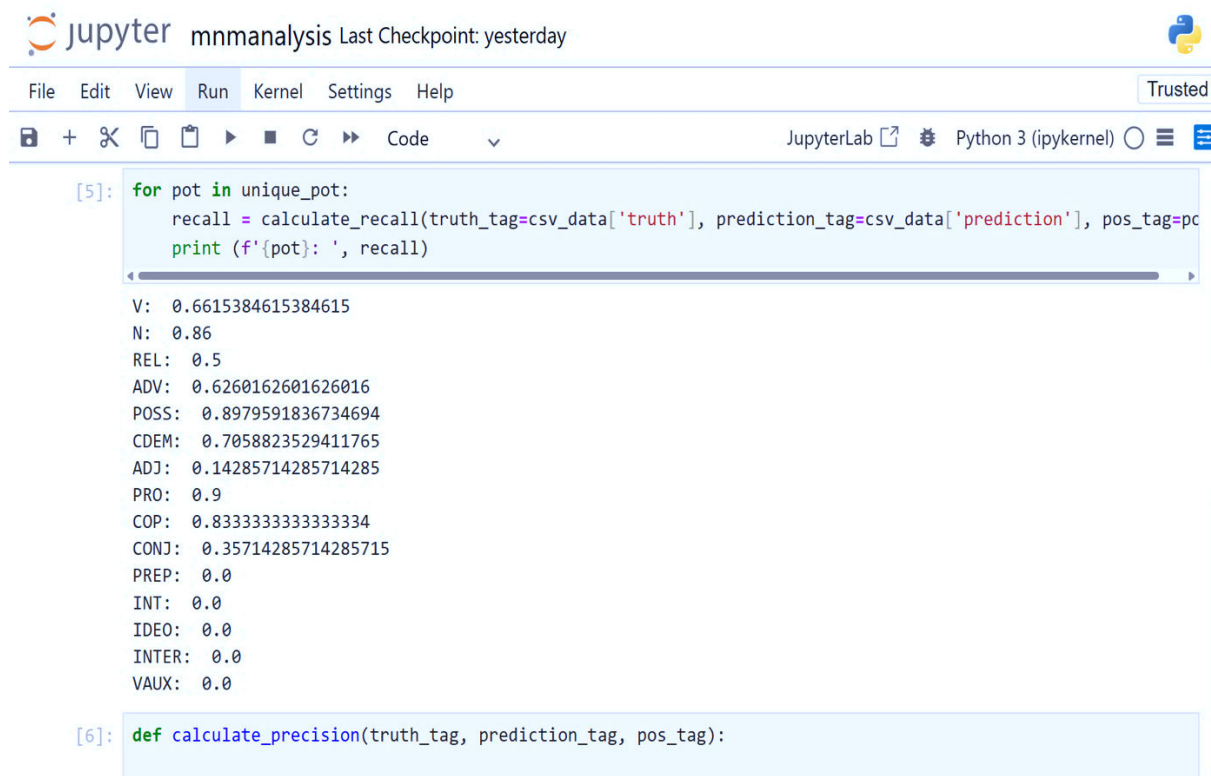 jupyter mnmanalysis Last Checkpoint: yesterday
File Edit View Run Kernel Settings Help Trusted
Code JupyterLab Python 3 (ipykernel)
[5]: for pot in unique_pot:
    recall = calculate_recall(truth_tag=csv_data['truth'], prediction_tag=csv_data['prediction'], pos_tag=po
    print (f'{pot}: ', recall)
V:  0.6615384615384615
N:  0.86
REL:  0.5
ADV:  0.6260162601626016
POSS:  0.8979591836734694
CDEM:  0.7058823529411765
ADJ:  0.14285714285714285
PRO:  0.9
COP:  0.8333333333333334
CONJ:  0.35714285714285715
PREP:  0.0
INT:  0.0
IDEO:  0.0
INTER:  0.0
VAUX:  0.0
[6]: def calculate_precision(truth_tag, prediction_tag, pos_tag):